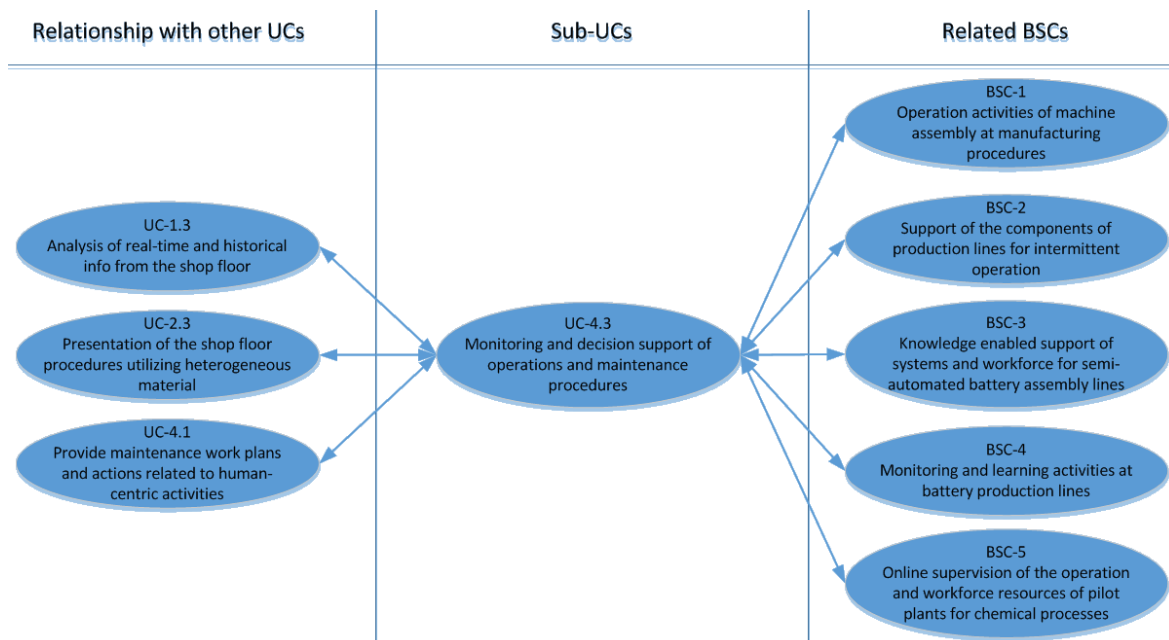 Relationship with other UCs
Sub-UCs
Related BSCs
UC-1.3
Analysis of real-time and historical
info from the shop floor
UC-2.3
Presentation of the shop floor
procedures utilizing heterogeneous
material
UC-4.1
Provide maintenance work plans
and actions related to human-
centric activities
UC-4.3
Monitoring and decision support of
operations and maintenance
procedures
BSC-1
Operation activities of machine
assembly at manufacturing
procedures
BSC-2
Support of the components of
production lines for intermittent
operation
BSC-3
Knowledge enabled support of
systems and workforce for semi-
automated battery assembly lines
BSC-4
Monitoring and learning activities at
battery production lines
BSC-5
Online supervision of the operation
and workforce resources of pilot
plants for chemical processes